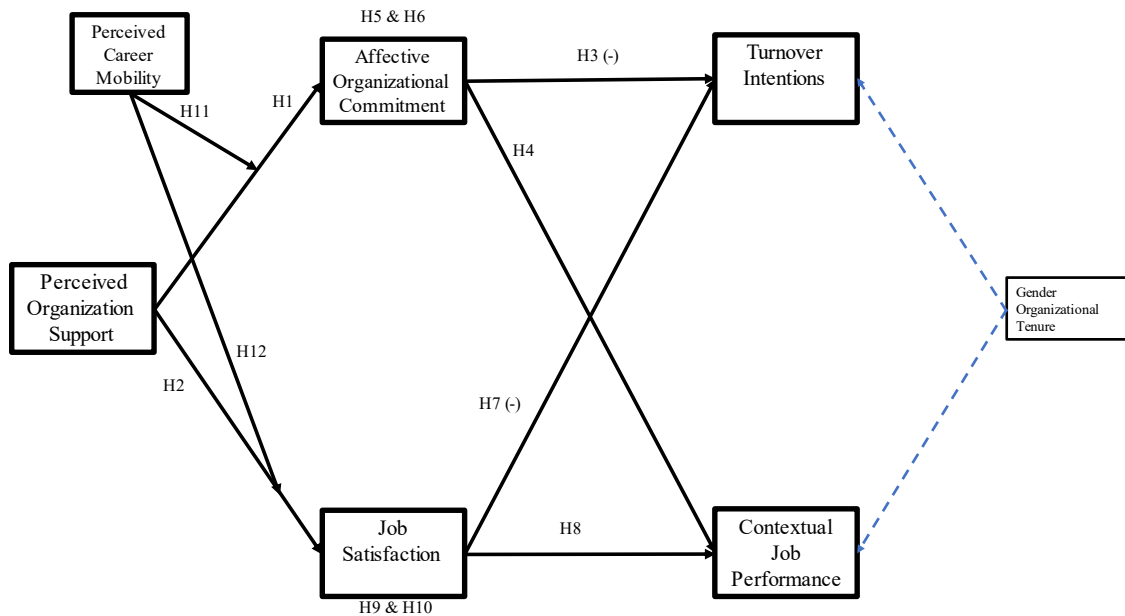 H5 & H6
Perceived
Career
Mobility
Affective
Organizational
Commitment
Turnover
Intentions
H3 (-)
H1
H11
H4
Perceived
Organization
Support
Gender
Organizational
Tenure
H12
H2
H7 (-)
Job
Satisfaction
H8
Contextual
Job
Performance
H9 & H10